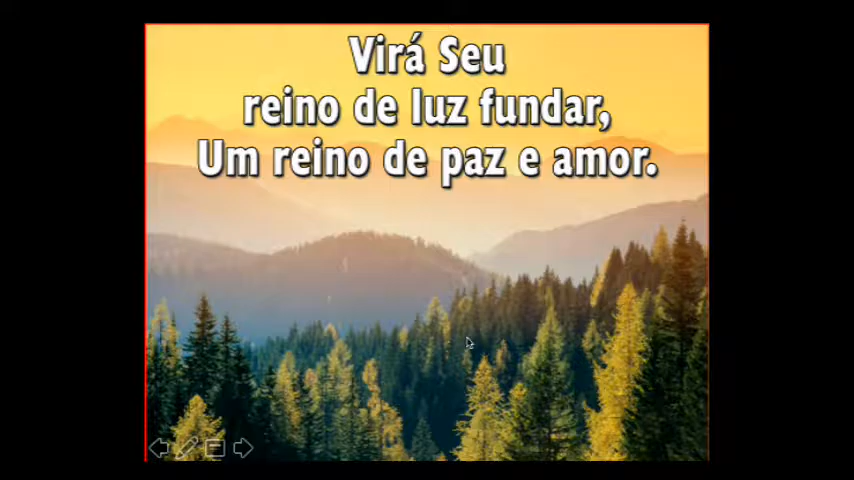 Virá Seu
reino de luz fundar,
Um reino de paz e amor.